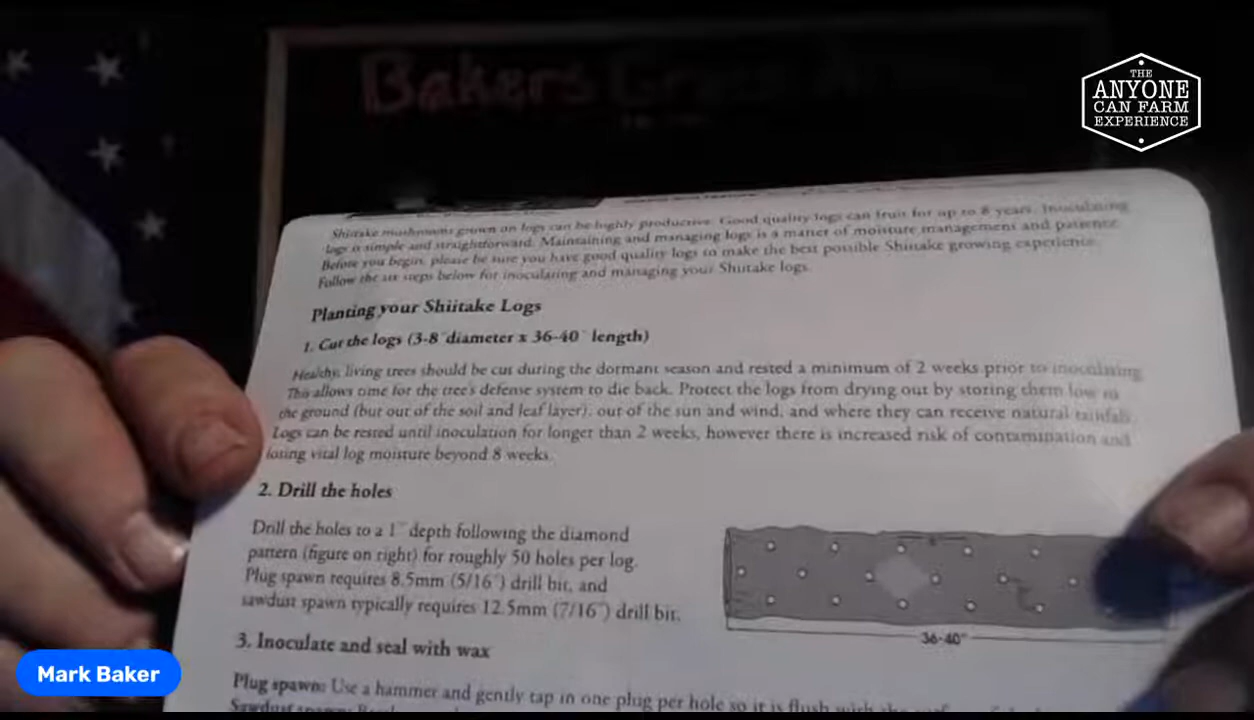 Bakers Green
THE
ANYONE
CAN FARM
EXPERIENCE
Shiitake mushrooms grown on logs can be highly productive. Good quality logs can fruit for up to 8 years. Inoculating
logs is simple and straightforward. Maintaining and managing logs is a matter of moisture management and patience.
Before you begin, please be sure you have good quality logs to make the best possible Shiitake growing experience.
Follow the six steps below for inoculating and managing your Shiitake logs.
Planting your Shiitake Logs
1. Cut the logs (3-8" diameter x 36-40" length)
Healthy, living trees should be cut during the dormant season and rested a minimum of 2 weeks prior to inoculating.
This allows time for the tree's defense system to die back. Protect the logs from drying out by storing them low to
the ground (but out of the soil and leaf layer), out of the sun and wind, and where they can receive natural rainfall.
Logs can be rested until inoculation for longer than 2 weeks, however there is increased risk of contamination and
losing vital log moisture beyond 8 weeks.
2. Drill the holes
Drill the holes to a 1" depth following the diamond
pattern (figure on right) for roughly 50 holes per log.
Plug spawn requires 8.5mm (5/16") drill bit, and
sawdust spawn typically requires 12.5mm (7/16") drill bit.
36-40"
3. Inoculate and seal with wax
Plug spawn: Use a hammer and gently tap in one plug per hole so it is flush with the
Sawdust spawn:
Mark Baker